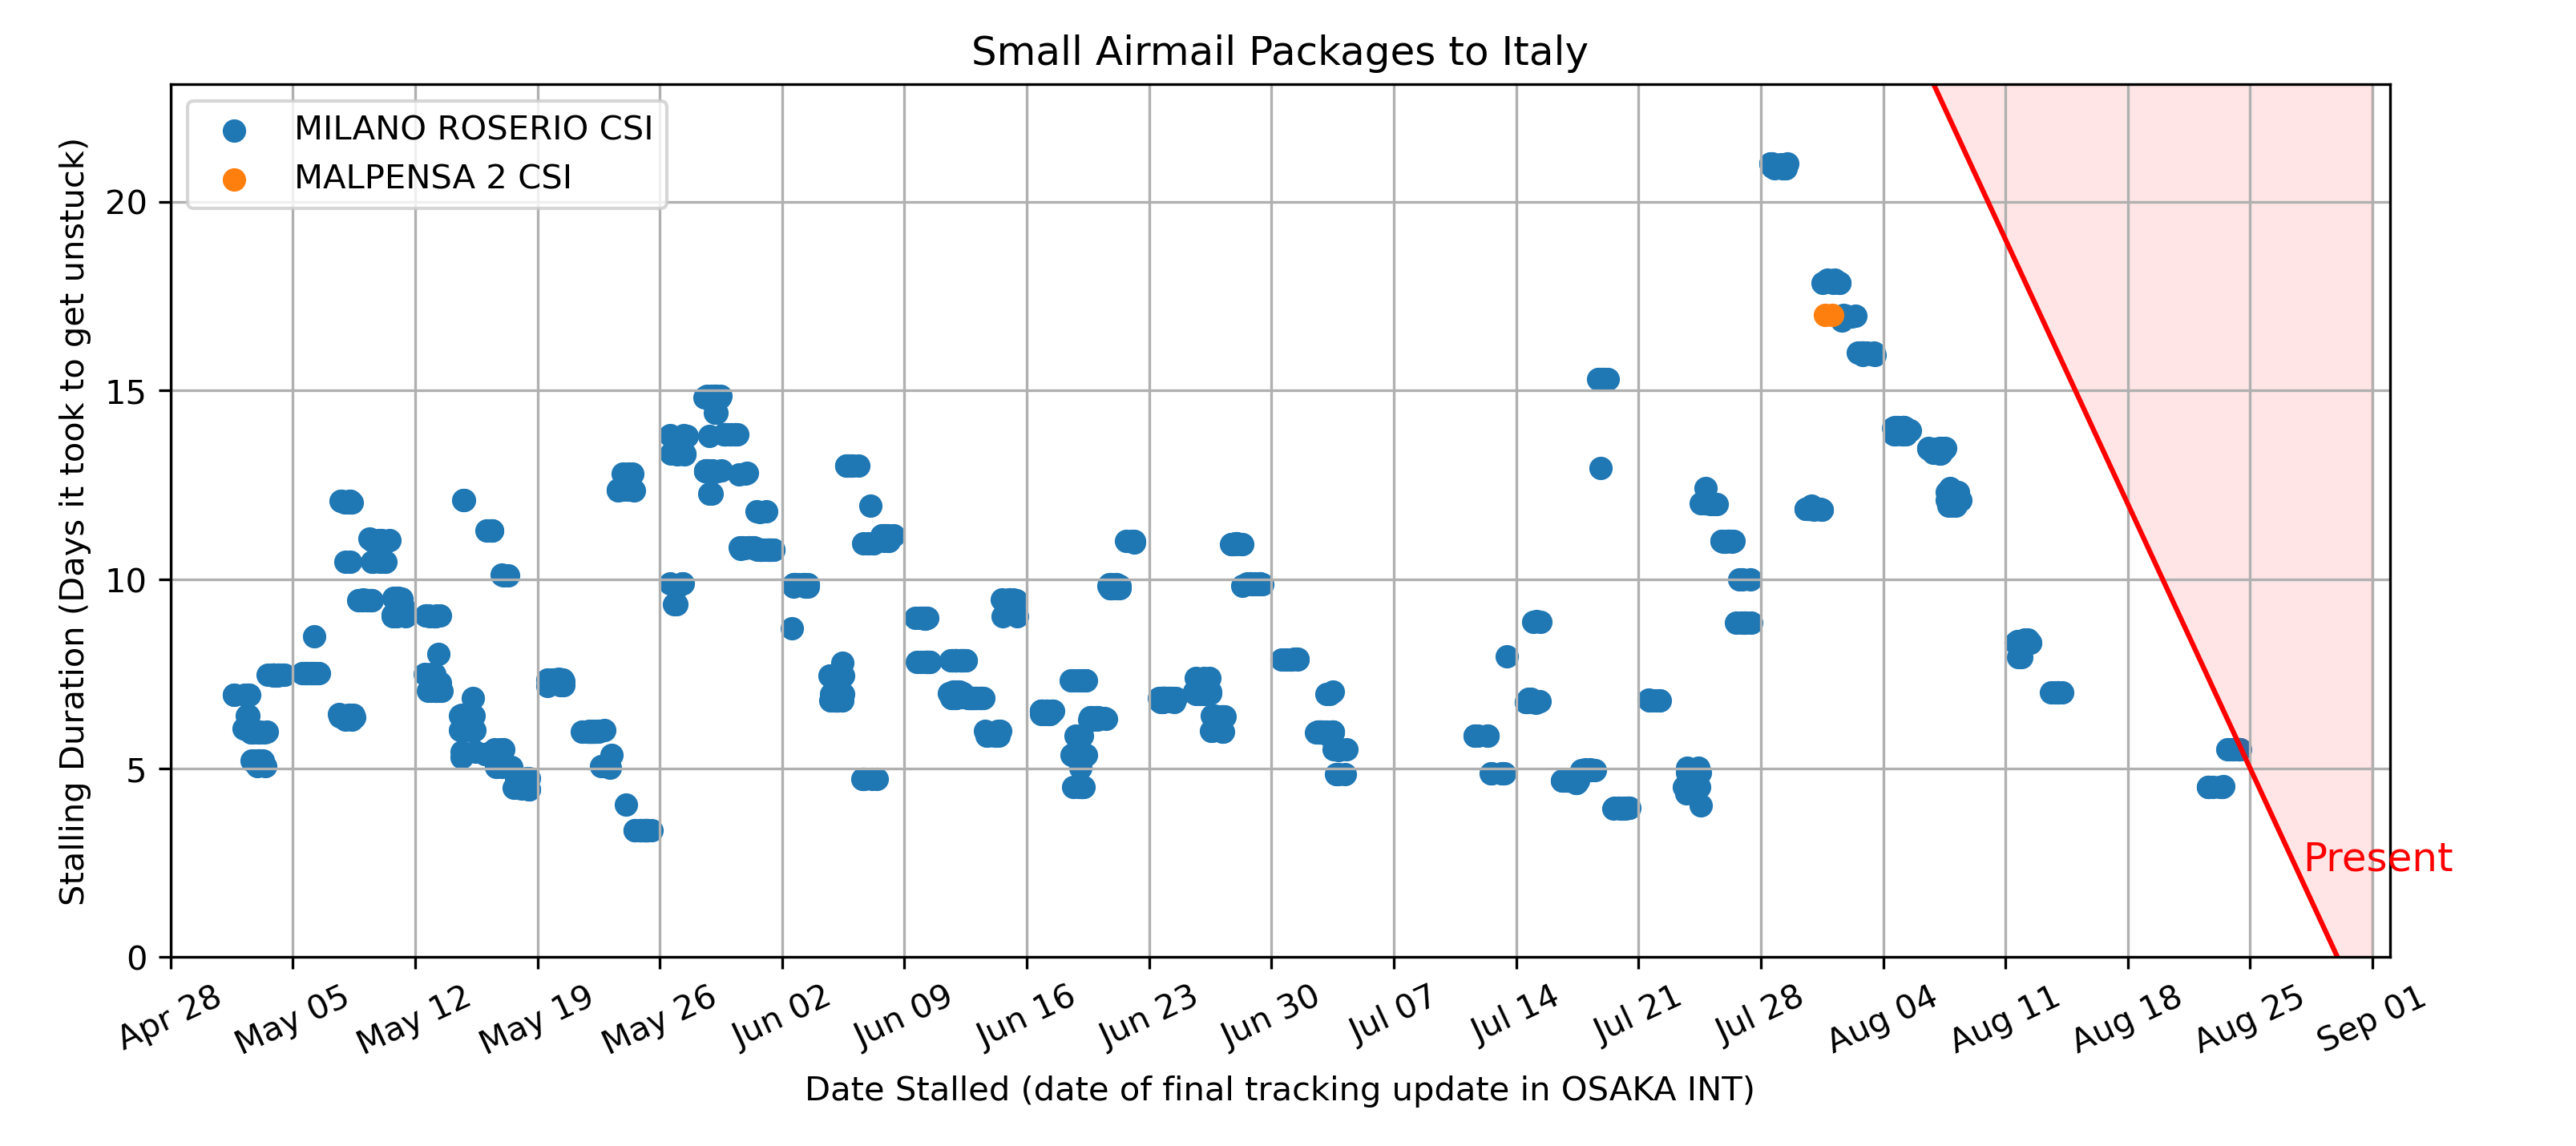 Small Airmail Packages to Italy
MILANO ROSERIO CSI
MALPENSA 2 CSI
Stalling Duration (Days it took to get unstuck)
20
15
10
5
0
Present
Apr 28
May 05
May 12
May 19
May 26
Jun 02
Jun 09
Jun 16
Jun 23
Jun 30
Jul 07
Jul 14
Jul 21
Jul 28
Aug 04
Aug 11
Aug 18
Aug 25
Sep 01
Date Stalled (date of final tracking update in OSAKA INT)